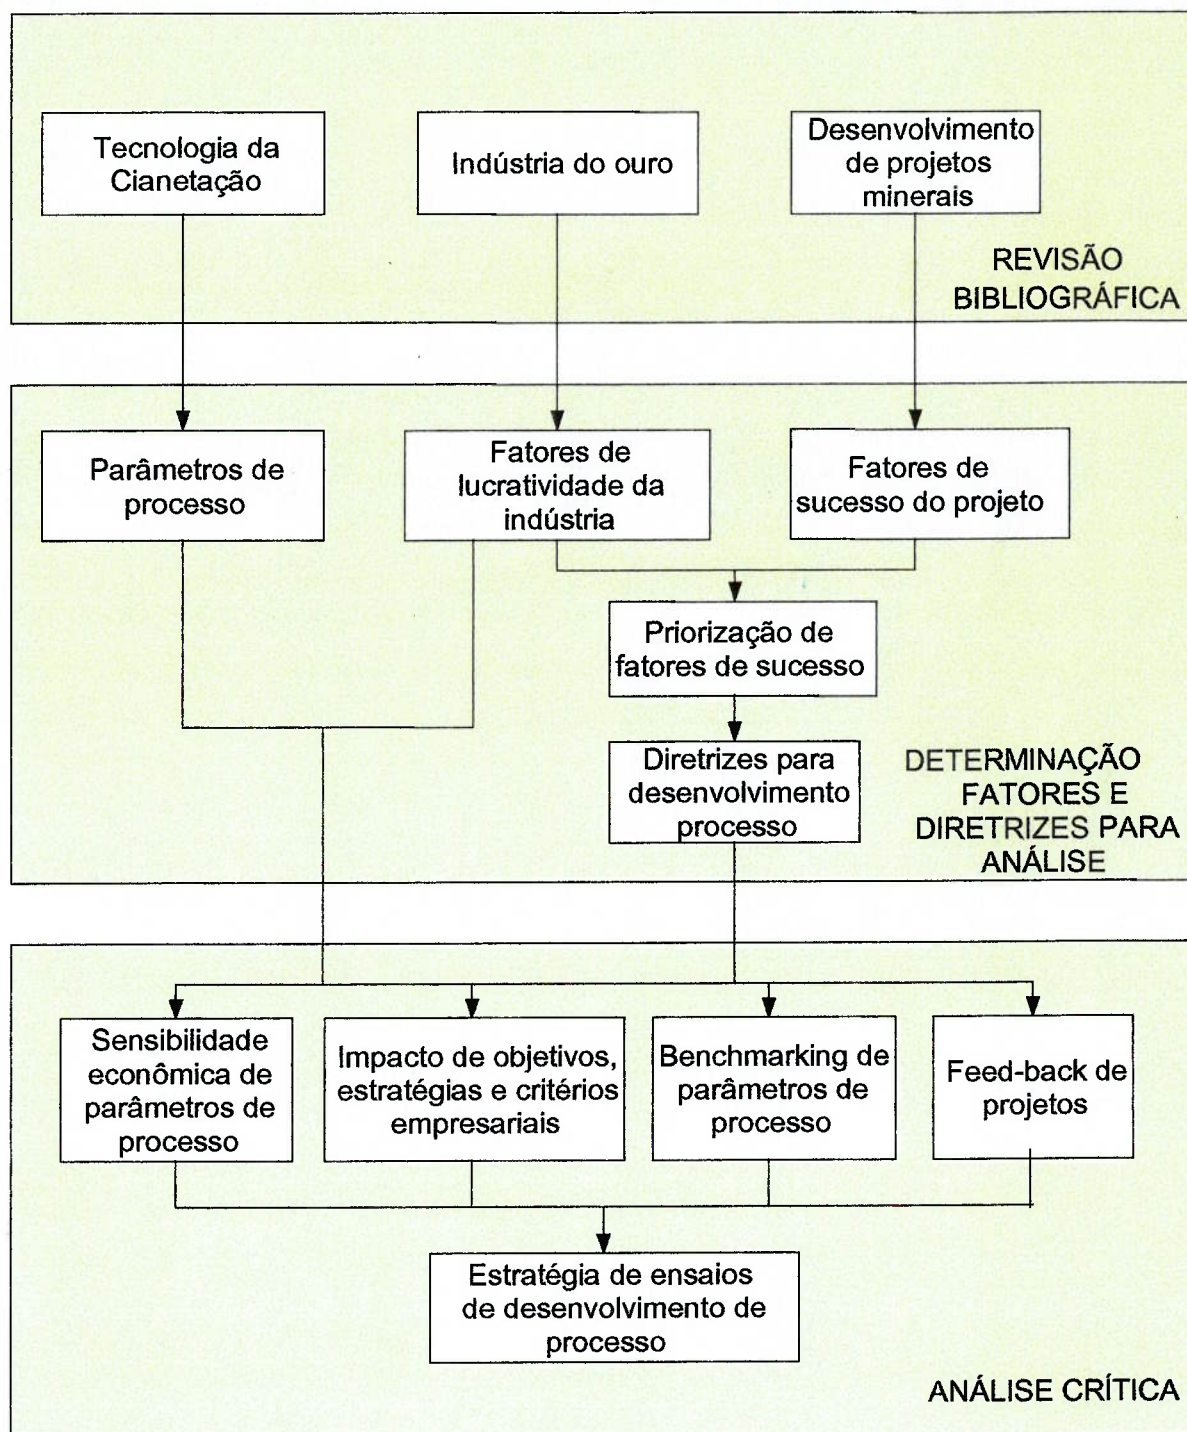 Tecnologia da
Cianetação
Indústria do ouro
Desenvolvimento
de projetos
minerais
REVISÃO
BIBLIOGRÁFICA
Parâmetros de
processo
Fatores de
lucratividade da
indústria
Fatores de
sucesso do projeto
Priorização de
fatores de sucesso
Diretrizes para
desenvolvimento
processo
DETERMINAÇÃO
FATORES E
DIRETRIZES PARA
ANÁLISE
Sensibilidade
econômica de
parâmetros de
processo
Impacto de objetivos,
estratégias e critérios
empresariais
Benchmarking de
parâmetros de
processo
Feed-back de
projetos
Estratégia de ensaios
de desenvolvimento de
processo
ANÁLISE CRÍTICA